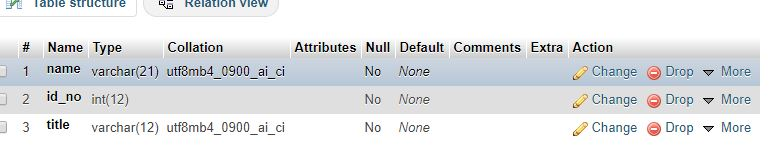 Table structure Relation view
# Name Type Collation Attributes Null Default Comments Extra Action
1 name varchar(21) utf8mb4_0900_ai_ci No None Change Drop More
2 id_no int(12) No None Change Drop More
3 title varchar(12) utf8mb4_0900_ai_ci No None Change Drop More